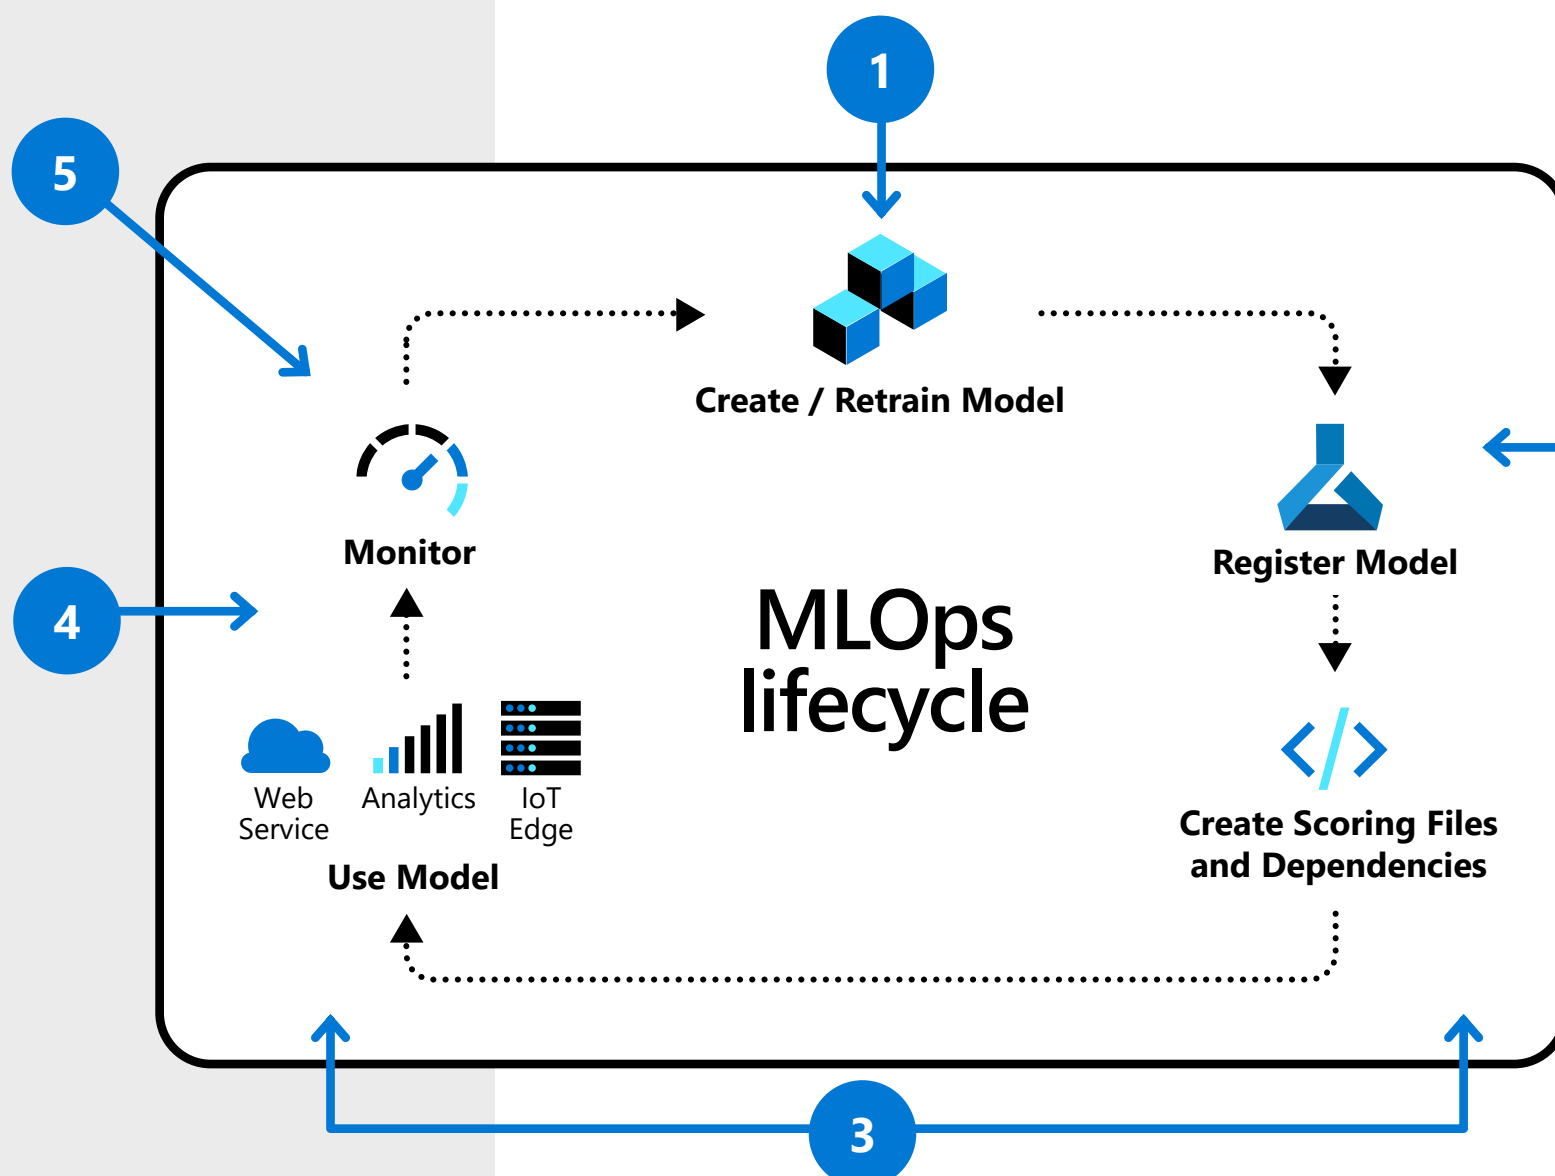 1
5
Create / Retrain Model
Monitor
Register Model
4
MLOps
lifecycle
Web
Service
Analytics
IoT
Edge
Use Model
Create Scoring Files
and Dependencies
3